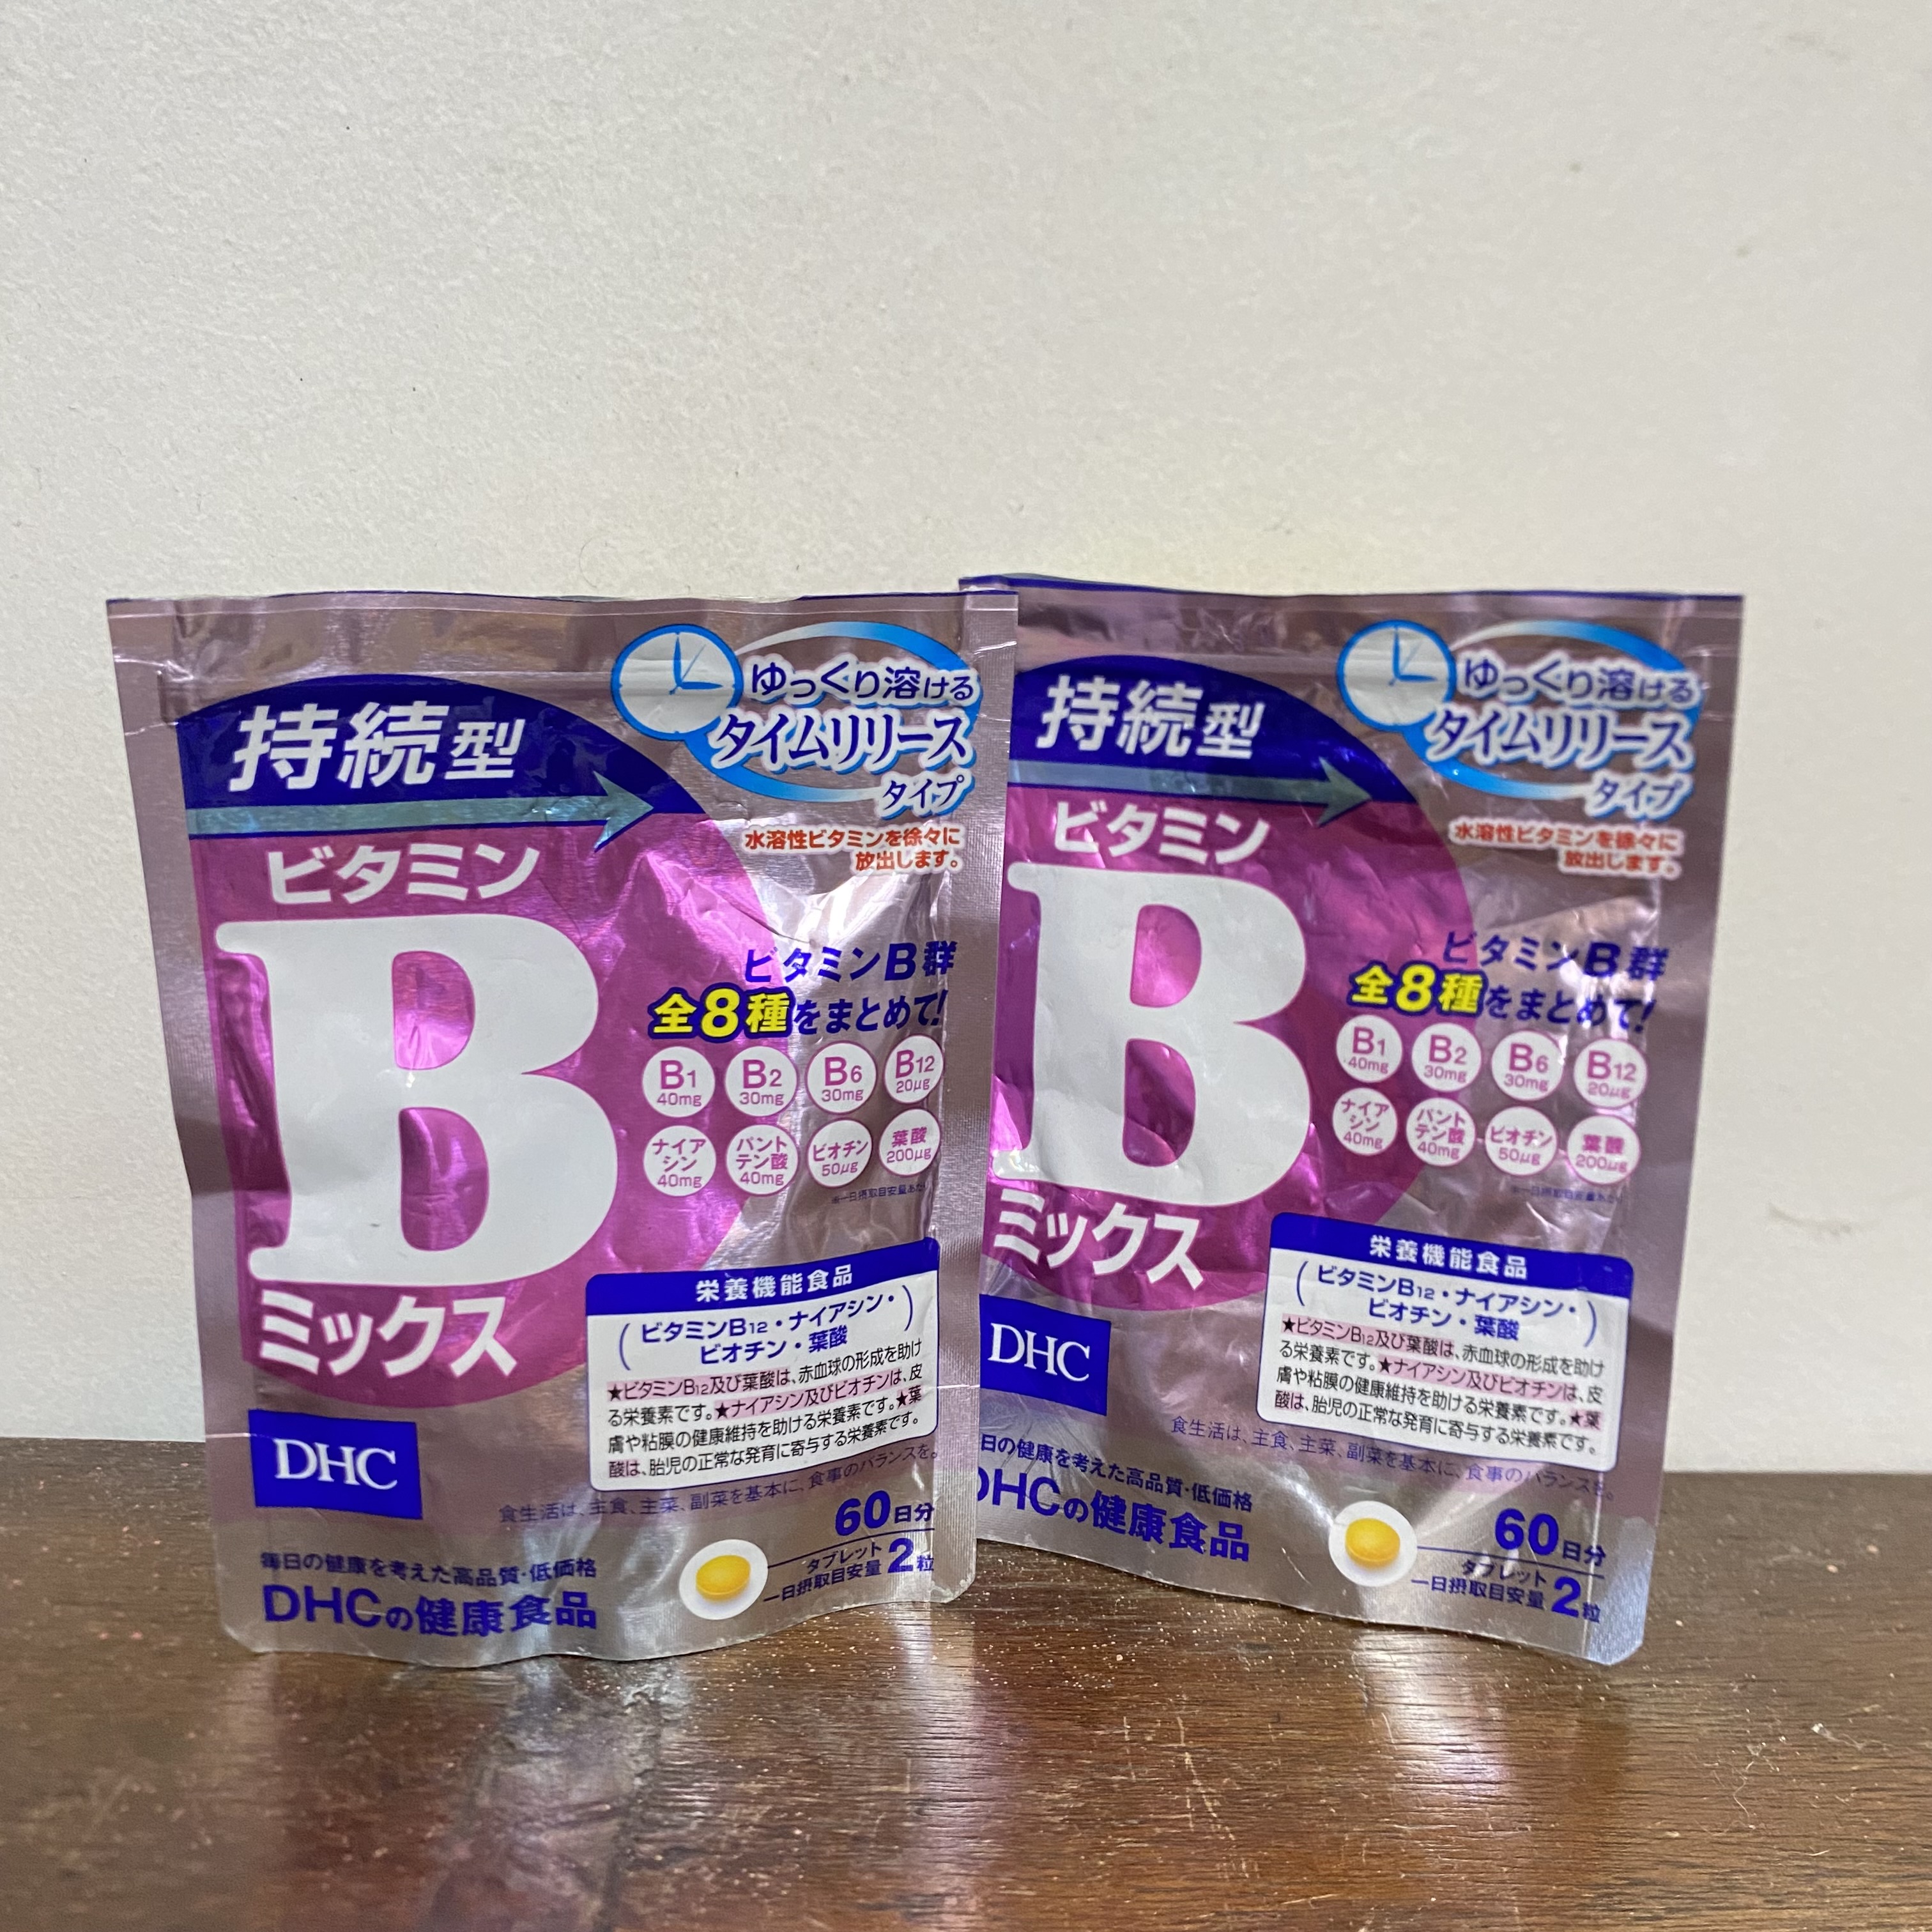 持続型
ゆっくり溶ける
タイムリリース
タイプ
水溶性ビタミンを徐々に
放出します。
ビタミン
B
ミックス
ビタミンB群
全8種をまとめて!
B1
40mg
B2
30mg
B6
30mg
B12
20μg
ナイア
シン
40mg
パント
テン酸
40mg
ビオチン
50μg
葉酸
200μg
※一日摂取目安量あた
栄養機能食品
(ビタミンB12・ナイアシン・
ビオチン・葉酸)
★ビタミンB12及び葉酸は、赤血球の形成を助け
る栄養素です。★ナイアシン及びビオチンは、皮
膚や粘膜の健康維持を助ける栄養素です。★葉
酸は、胎児の正常な発育に寄与する栄養素です。
食生活は、主食、主菜、副菜を基本に、食事のバランスを。
DHC
毎日の健康を考えた高品質・低価格
DHCの健康食品
60日分
タブレット
一日摂取目安量 2粒
持続型
ゆっくり溶ける
タイムリリース
タイプ
水溶性ビタミンを徐々に
放出します。
ビタミン
B
ミックス
ビタミンB群
全8種をまとめて!
B1
40mg
B2
30mg
B6
30mg
B12
20μg
ナイア
シン
40mg
パント
テン酸
40mg
ビオチン
50μg
葉酸
200μg
※一日摂取目安量あた
栄養機能食品
(ビタミンB12・ナイアシン・
ビオチン・葉酸)
★ビタミンB12及び葉酸は、赤血球の形成を助け
る栄養素です。★ナイアシン及びビオチンは、皮
膚や粘膜の健康維持を助ける栄養素です。★葉
酸は、胎児の正常な発育に寄与する栄養素です。
食生活は、主食、主菜、副菜を基本に、食事のバランスを。
DHC
日の健康を考えた高品質・低価格
DHCの健康食品
60日分
タブレット
一日摂取目安量 2粒